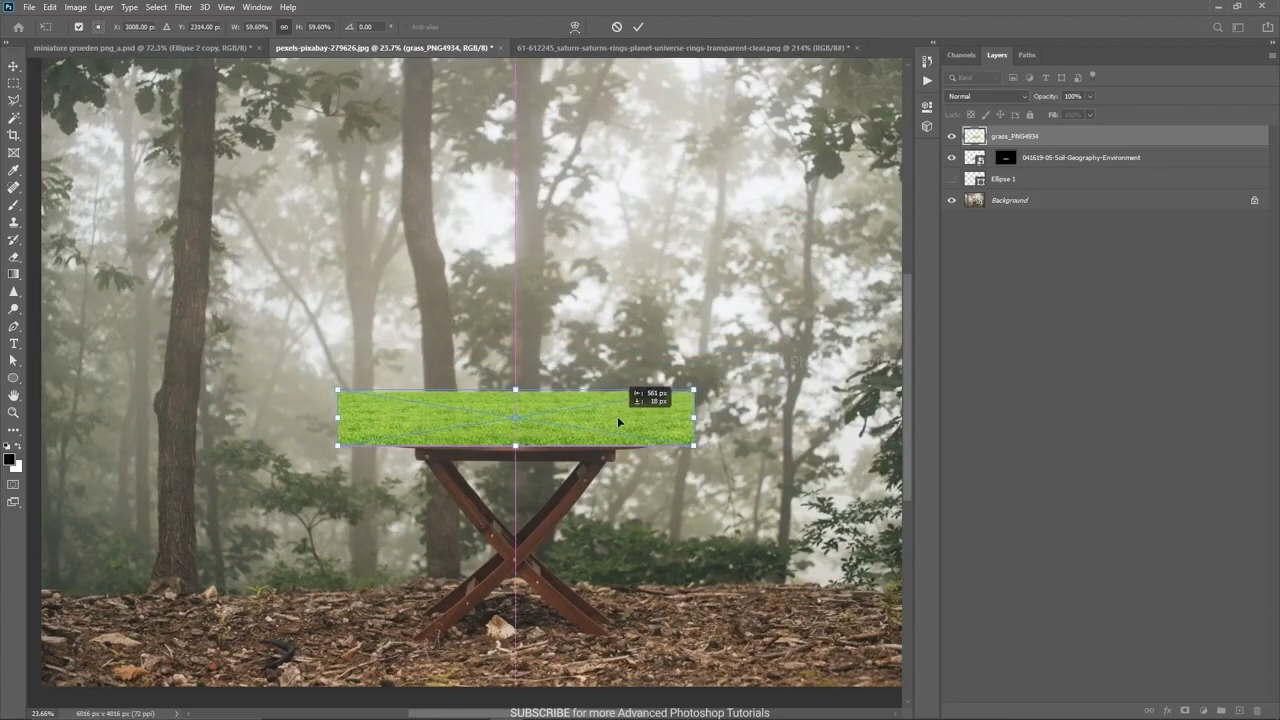 Ps File Edit Image Layer Type Select Filter 3D View Window Help
X: 3008.00 px Y: 2314.00 px W: 59.60% H: 59.60% 0.00 ° Anti-alias
miniature grueden png_a.psd @ 72.3% (Ellipse 2 copy, RGB/8) * × pexels-pixabay-279626.jpg @ 23.7% (grass_PNG4934, RGB/8) * × 61-612245_saturn-saturns-rings-planet-universe-rings-transparent-clear.png @ 214% (RGB/8#) * ×
Channels Layers Paths
Kind
Normal Opacity: 100%
Lock: Fill: 100%
grass_PNG4934
041619-05-Soil-Geography-Environment
Ellipse 1
Background
561 px
18 px
23.66% 6016 px x 4016 px (72 ppi)
SUBSCRIBE for more Advanced Photoshop Tutorials